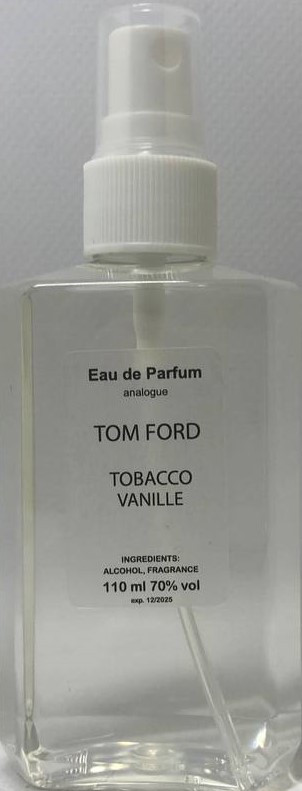 Eau de Parfum
analogue
TOM FORD
TOBACCO
VANILLE
INGREDIENTS:
ALCOHOL, FRAGRANCE
110 ml 70% vol
exp. 12/2025